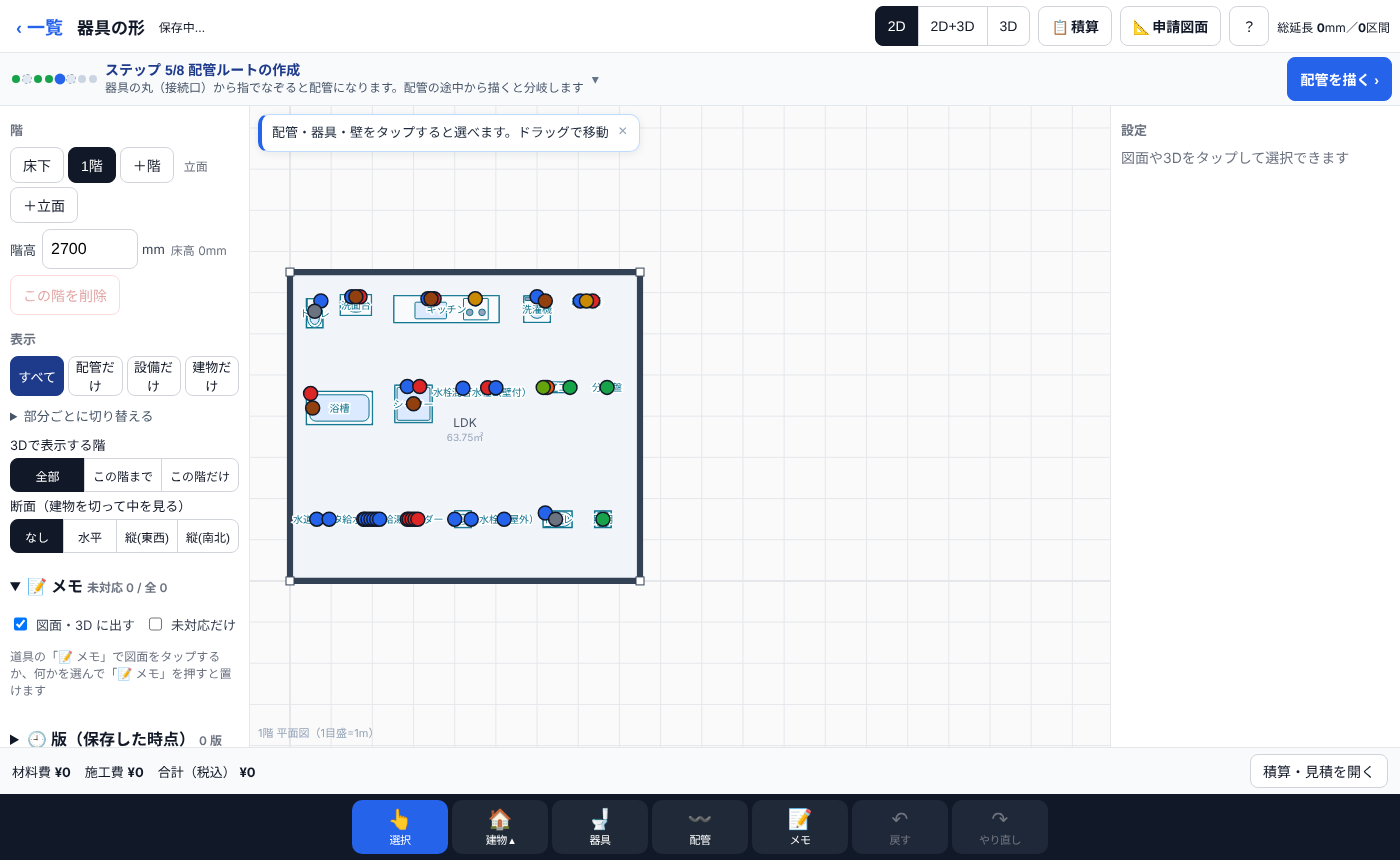 ‹ 一覧 器具の形 保存中...
2D 2D+3D 3D 📋積算 📐申請図面 ? 総延長 0mm／0区間
ステップ 5/8 配管ルートの作成
器具の丸（接続口）から指でなぞると配管になります。配管の途中から描くと分岐します ▼
配管を描く ›
階
床下 1階 ＋階 立面
＋立面
階高 2700 mm 床高 0mm
この階を削除
表示
すべて 配管だけ 設備だけ 建物だけ
▶ 部分ごとに切り替える
3Dで表示する階
全部 この階まで この階だけ
断面（建物を切って中を見る）
なし 水平 縦(東西) 縦(南北)
▼ 📝 メモ 未対応 0 / 全 0
図面・3D に出す 未対応だけ
道具の「📝 メモ」で図面をタップする
か、何かを選んで「📝 メモ」を押すと置
けます
▶ 🕘 版（保存した時点） 0 版
配管・器具・壁をタップすると選べます。ドラッグで移動 ×
洗面台 キッチン 洗濯機
浴槽
LDK
63.75㎡
1階 平面図（1目盛=1m）
設定
図面や3Dをタップして選択できます
材料費 ¥0 施工費 ¥0 合計（税込） ¥0
積算・見積を開く
選択 建物▲ 器具 配管 メモ 戻す やり直し